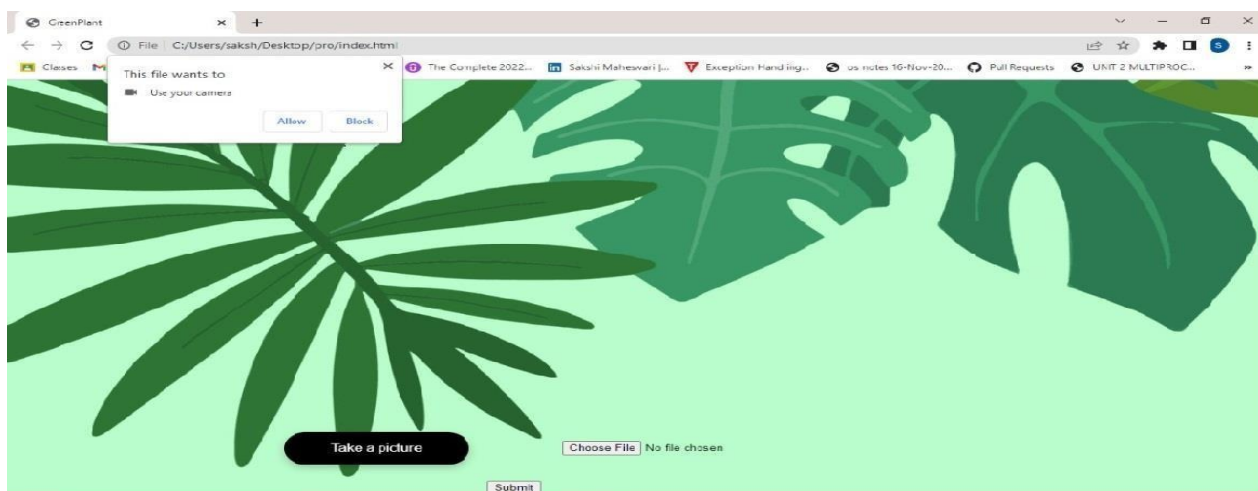 GreenPlant
File C:/Users/saksh/Desktop/pro/index.html
Classes The Complete 2022... Sakshi Maheswari |... Exception Handling... os notes 16-Nov-20... Pull Requests UNIT 2 MULTIPROC... »
This file wants to
Use your camera
Allow Block
Take a picture
Choose File No file chosen
Submit